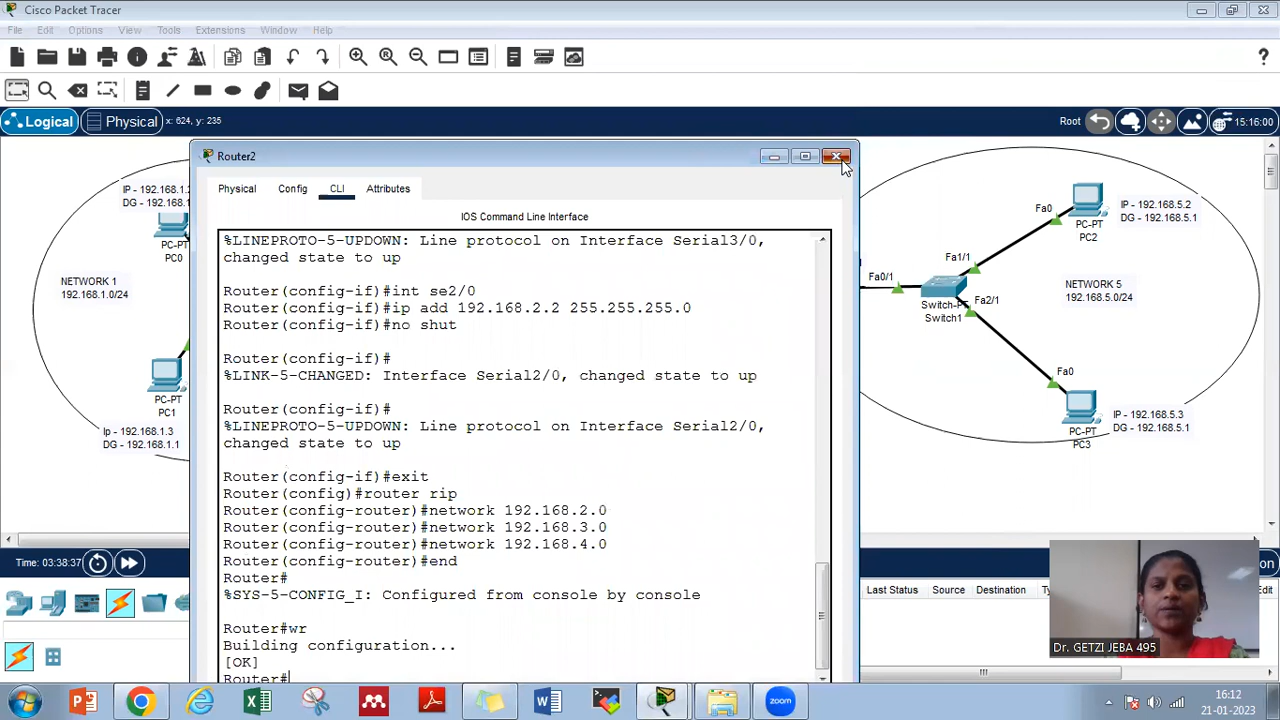 Cisco Packet Tracer
File Edit Options View Tools Extensions Window Help
Logical Physical x: 624, y: 235 Root 15:16:00
Router2
Physical Config CLI Attributes
IOS Command Line Interface
%LINEPROTO-5-UPDOWN: Line protocol on Interface Serial3/0,
changed state to up
Router(config-if)#int se2/0
Router(config-if)#ip add 192.168.2.2 255.255.255.0
Router(config-if)#no shut
Router(config-if)#
%LINK-5-CHANGED: Interface Serial2/0, changed state to up
Router(config-if)#
%LINEPROTO-5-UPDOWN: Line protocol on Interface Serial2/0,
changed state to up
Router(config-if)#exit
Router(config)#router rip
Router(config-router)#network 192.168.2.0
Router(config-router)#network 192.168.3.0
Router(config-router)#network 192.168.4.0
Router(config-router)#end
Router#
%SYS-5-CONFIG_I: Configured from console by console
Router#wr
Building configuration...
[OK]
Router#
IP - 192.168.1.2
PC-PT
PC0
NETWORK 1
192.168.1.0/24
PC-PT
PC1
Ip - 192.168.1.3
DG - 192.168.1.1
Fa0
PC-PT
PC2
IP - 192.168.5.2
DG - 192.168.5.1
Fa1/1
Fa0/1
Switch1
Fa2/1
NETWORK 5
192.168.5.0/24
Fa0
PC-PT
PC3
IP - 192.168.5.3
DG - 192.168.5.1
Time: 03:38:37
Last Status Source Destination Edit
Dr. GETZI JEBA 495
zoom
16:12
21-01-2023